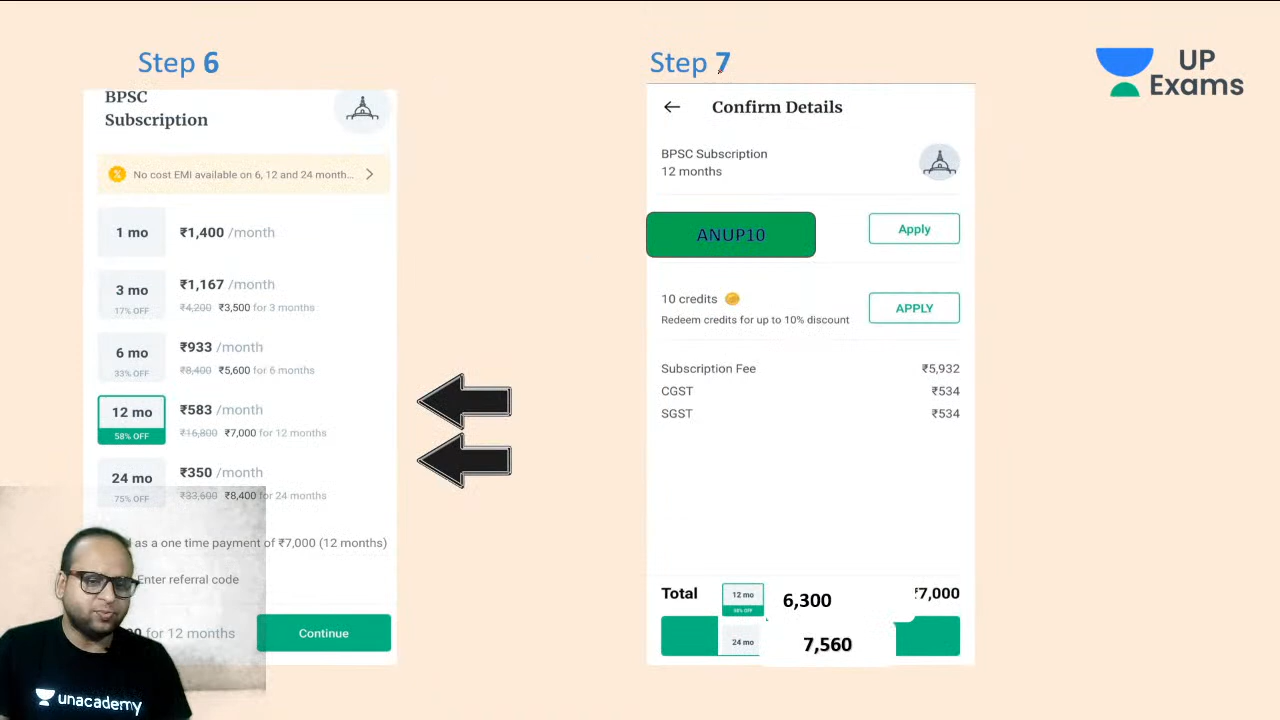 Step 6
BPSC
Subscription
No cost EMI available on 6, 12 and 24 month...
1 mo
₹1,400 /month
3 mo
17% OFF
₹1,167 /month
₹4,200 ₹3,500 for 3 months
6 mo
33% OFF
₹933 /month
₹8,400 ₹5,600 for 6 months
12 mo
58% OFF
₹583 /month
₹16,800 ₹7,000 for 12 months
24 mo
75% OFF
₹350 /month
₹33,600 ₹8,400 for 24 months
as a one time payment of ₹7,000 (12 months)
Enter referral code
for 12 months
Continue
unacademy
Step 7
Confirm Details
BPSC Subscription
12 months
ANUP10
Apply
10 credits
Redeem credits for up to 10% discount
APPLY
Subscription Fee ₹5,932
CGST ₹534
SGST ₹534
Total
12 mo
58% OFF
6,300
₹7,000
24 mo
7,560
UP
Exams